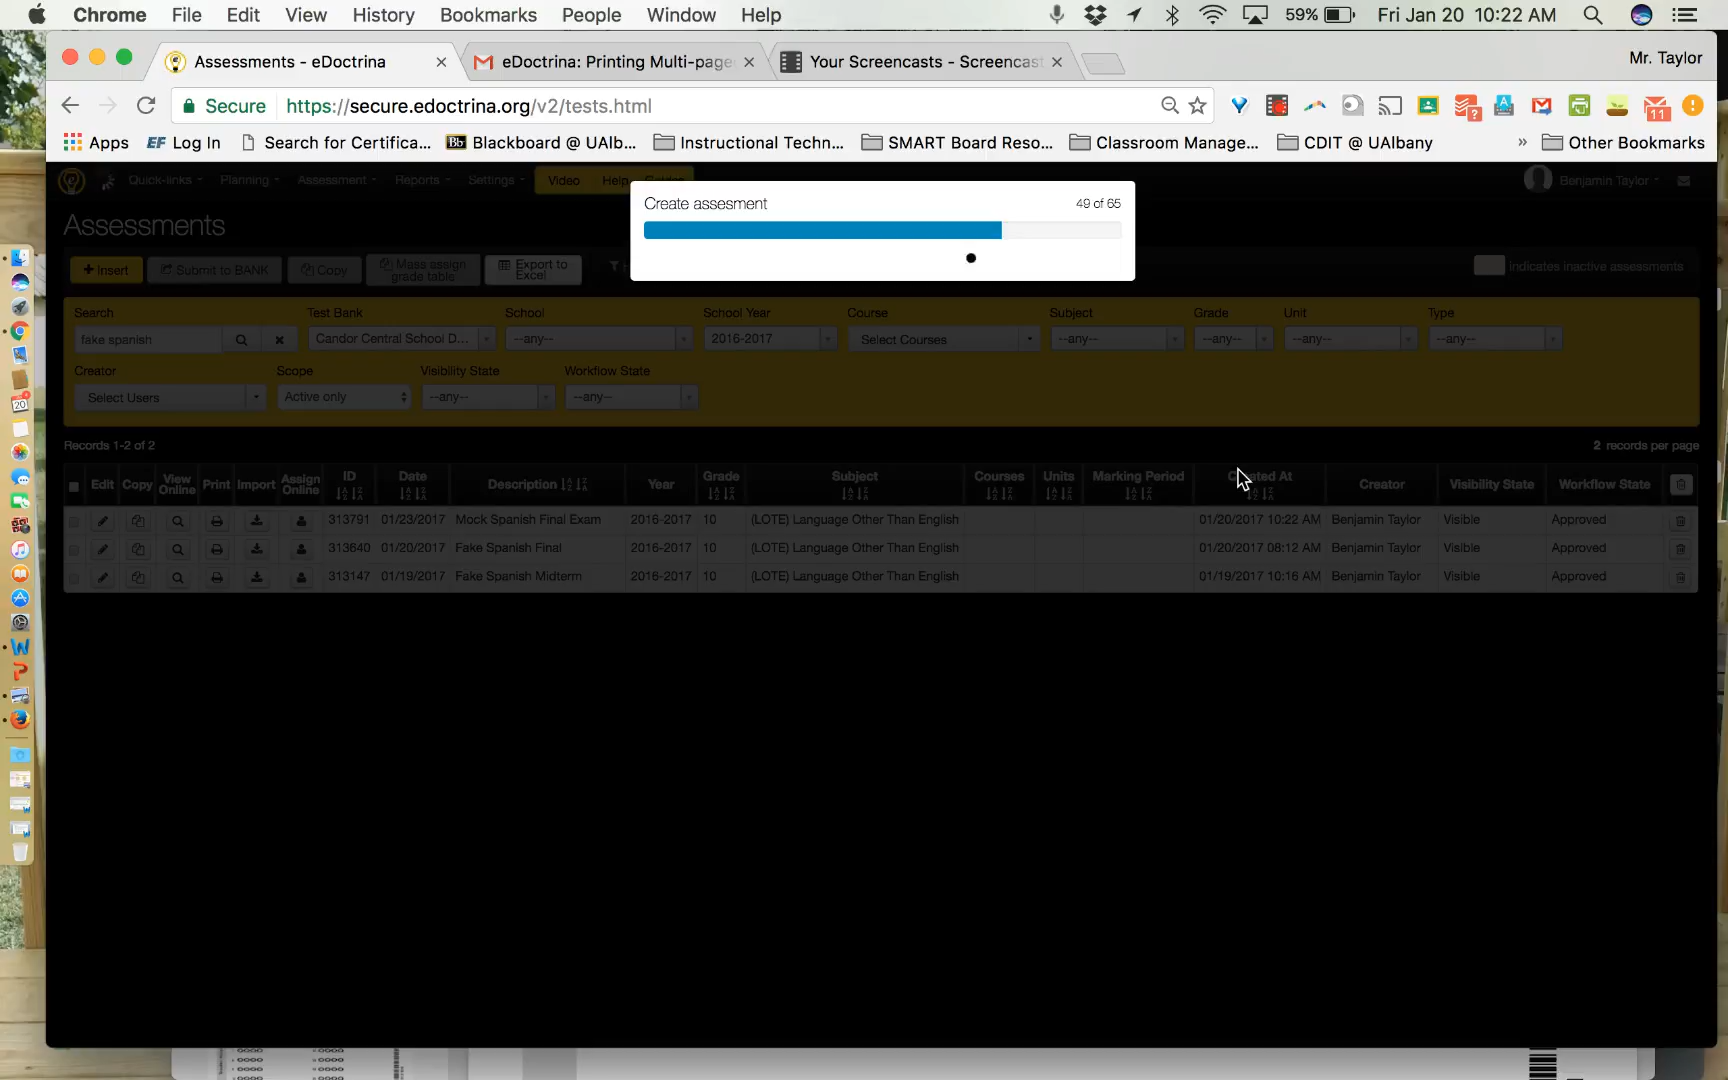 Chrome File Edit View History Bookmarks People Window Help 59% Fri Jan 20 10:22 AM
Assessments - eDoctrina eDoctrina: Printing Multi-page Your Screencasts - Screencast Mr. Taylor
Secure https://secure.edoctrina.org/v2/tests.html ? 11
Apps EF Log In Search for Certifica... Bb Blackboard @ UAlb... Instructional Techn... SMART Board Reso... Classroom Manage... CDIT @ UAlbany » Other Bookmarks
Quick-links Planning Assessment Reports Settings Video Help Benjamin Taylor
Create assesment 49 of 65
Assessments
+ Insert Submit to BANK Copy Mass assign grade table Export to Excel indicates inactive assessments
Search Test Bank School School Year Course Subject Grade Unit Type
fake spanish Candor Central School D... --any-- 2016-2017 Select Courses --any-- --any-- --any-- --any--
Creator Scope Visibility State Workflow State
Select Users Active only --any-- --any--
Records 1-2 of 2 2 records per page
Edit Copy View Online Print Import Assign Online ID Date Description Year Grade Subject Courses Units Marking Period Created At Creator Visibility State Workflow State
313791 01/23/2017 Mock Spanish Final Exam 2016-2017 10 (LOTE) Language Other Than English 01/20/2017 10:22 AM Benjamin Taylor Visible Approved
313640 01/20/2017 Fake Spanish Final 2016-2017 10 (LOTE) Language Other Than English 01/20/2017 08:12 AM Benjamin Taylor Visible Approved
313147 01/19/2017 Fake Spanish Midterm 2016-2017 10 (LOTE) Language Other Than English 01/19/2017 10:16 AM Benjamin Taylor Visible Approved
20